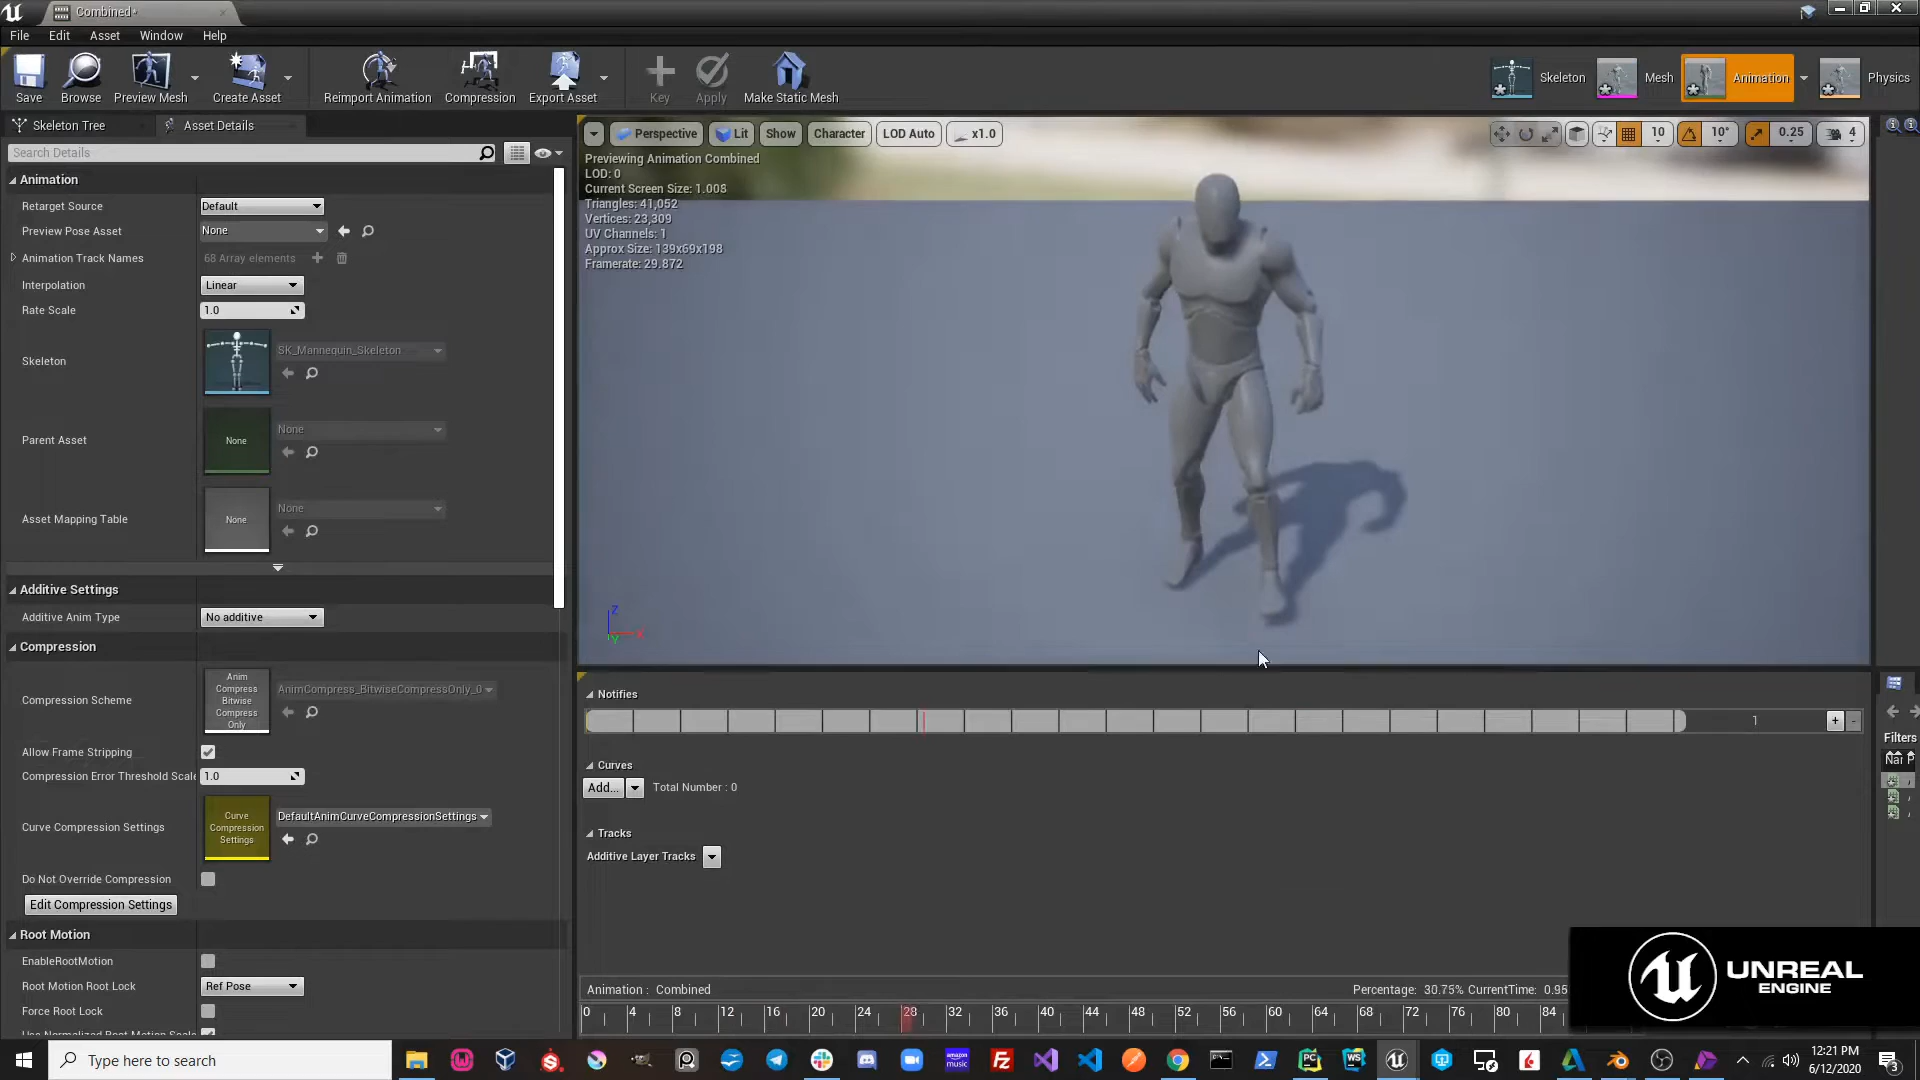 Combined*
File Edit Asset Window Help
Save Browse Preview Mesh Create Asset Reimport Animation Compression Export Asset Key Apply Make Static Mesh Skeleton Mesh Animation Physics
Skeleton Tree Asset Details
Search Details
Perspective Lit Show Character LOD Auto x1.0 10 10° 0.25 4
Previewing Animation Combined
LOD: 0
Current Screen Size: 1.008
Triangles: 41,052
Vertices: 23,309
UV Channels: 1
Approx Size: 139x69x198
Framerate: 29.872
Animation
Retarget Source Default
Preview Pose Asset None
Animation Track Names 68 Array elements
Interpolation Linear
Rate Scale 1.0
Skeleton SK_Mannequin_Skeleton
Parent Asset None None
Asset Mapping Table None None
Additive Settings
Additive Anim Type No additive
Compression
Compression Scheme Anim Compress Bitwise Compress Only AnimCompress_BitwiseCompressOnly_0
Allow Frame Stripping
Compression Error Threshold Scale 1.0
Curve Compression Settings Curve Compression Settings DefaultAnimCurveCompressionSettings
Do Not Override Compression
Edit Compression Settings
Root Motion
EnableRootMotion
Root Motion Root Lock Ref Pose
Force Root Lock
Use Normalized Root Motion Scale
Z
X
Y
Notifies
1 + -
Curves
Add... Total Number : 0
Tracks
Additive Layer Tracks
Filters
Nar P
Animation : Combined Percentage: 30.75% CurrentTime: 0.95
0 4 8 12 16 20 24 28 32 36 40 44 48 52 56 60 64 68 72 76 80 84
UNREAL
ENGINE
Type here to search
amazon music
12:21 PM
6/12/2020
3